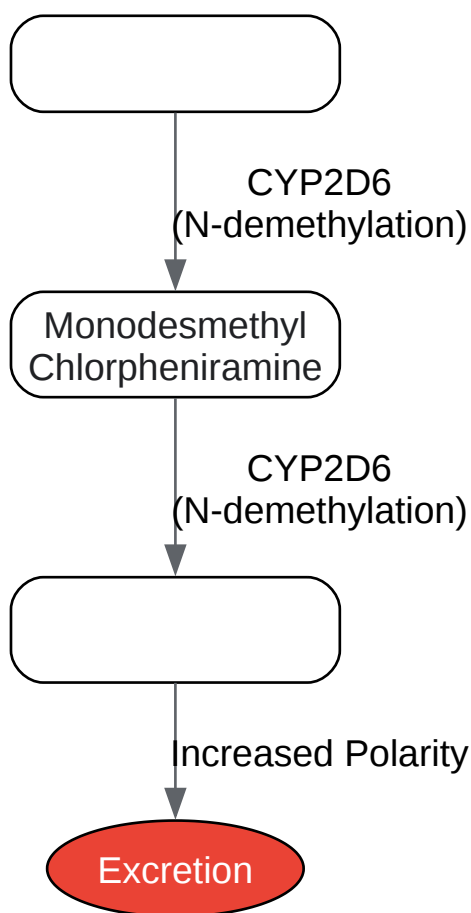 CYP2D6
(N-demethylation)
Monodesmethyl
Chlorpheniramine
CYP2D6
(N-demethylation)
Increased Polarity
Excretion